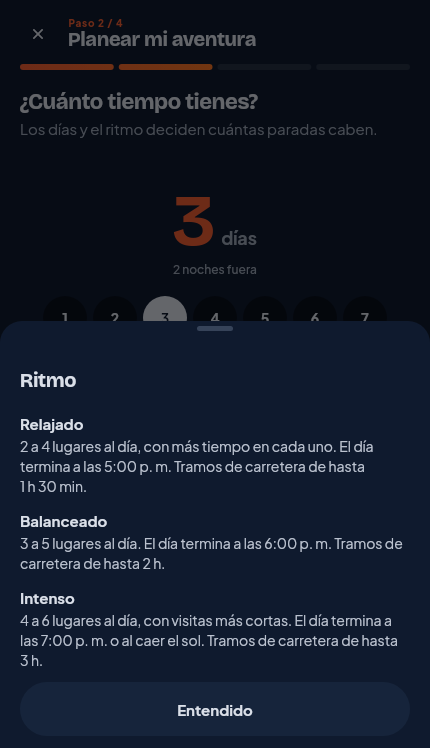 Paso 2 / 4
Planear mi aventura
¿Cuánto tiempo tienes?
Los días y el ritmo deciden cuántas paradas caben.
3 días
2 noches fuera
1 2 3 4 5 6 7
Ritmo
Relajado
2 a 4 lugares al día, con más tiempo en cada uno. El día
termina a las 5:00 p. m. Tramos de carretera de hasta
1 h 30 min.
Balanceado
3 a 5 lugares al día. El día termina a las 6:00 p. m. Tramos de
carretera de hasta 2 h.
Intenso
4 a 6 lugares al día, con visitas más cortas. El día termina a
las 7:00 p. m. o al caer el sol. Tramos de carretera de hasta
3 h.
Entendido